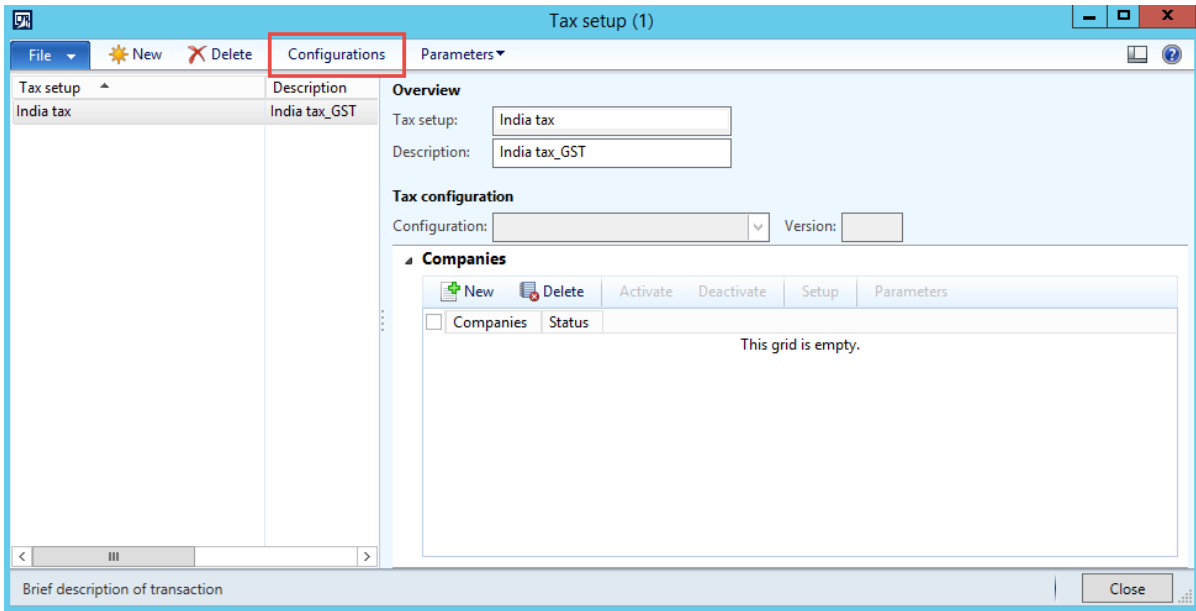 Tax setup (1)
File New Delete Configurations Parameters
Tax setup Description
India tax India tax_GST
Overview
Tax setup: India tax
Description: India tax_GST
Tax configuration
Configuration: Version:
Companies
New Delete Activate Deactivate Setup Parameters
Companies Status
This grid is empty.
Brief description of transaction Close